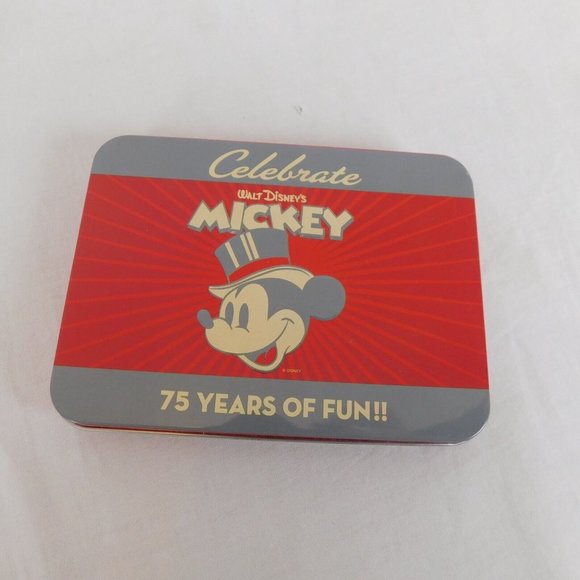 Celebrate
WALT DISNEY'S
MICKEY
© DISNEY
75 YEARS OF FUN!!